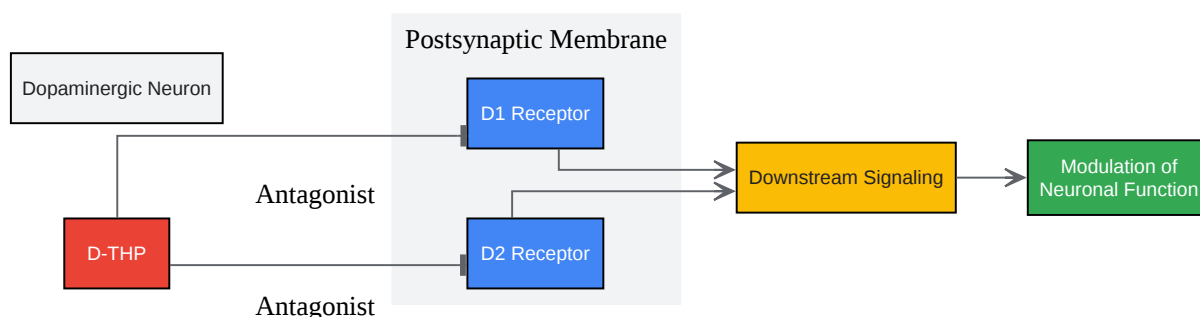 Postsynaptic Membrane
Dopaminergic Neuron
D1 Receptor
Downstream Signaling
Modulation of
Neuronal Function
Antagonist
D-THP
D2 Receptor
Antagonist